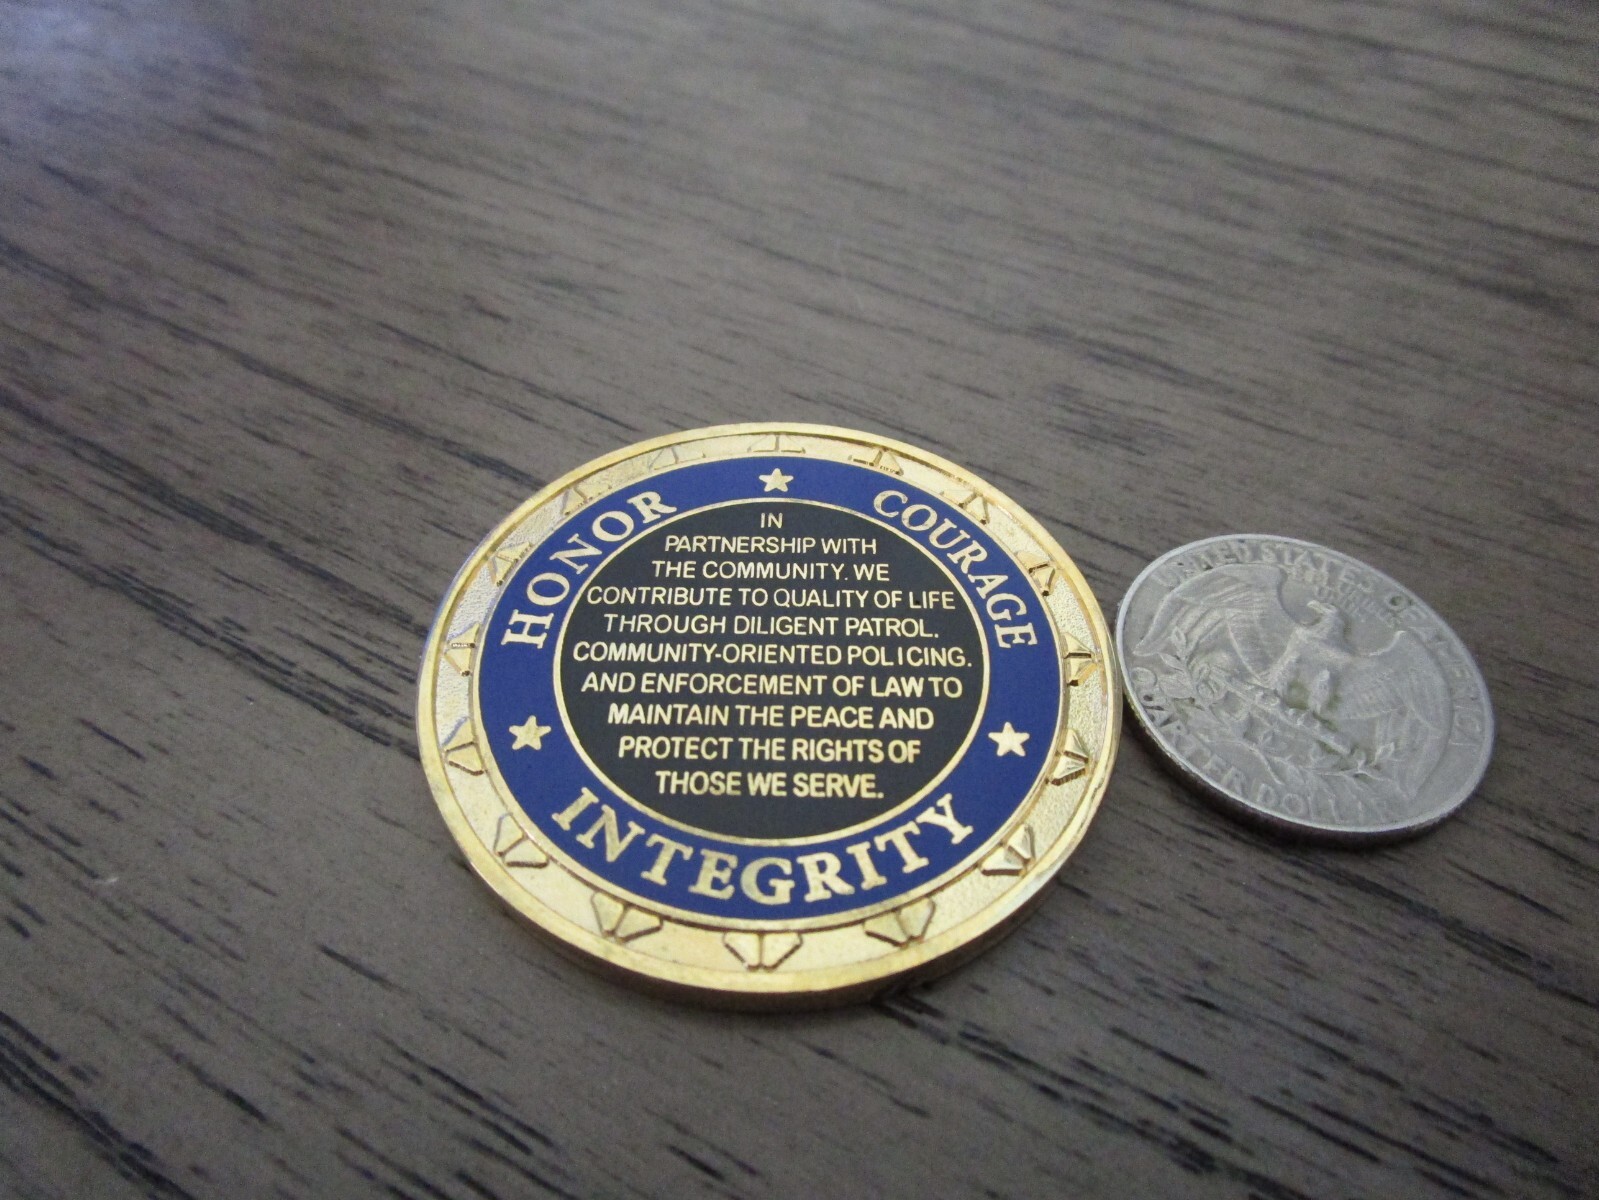 HONOR
COURAGE
INTEGRITY
IN
PARTNERSHIP WITH
THE COMMUNITY. WE
CONTRIBUTE TO QUALITY OF LIFE
THROUGH DILIGENT PATROL.
COMMUNITY-ORIENTED POLICING.
AND ENFORCEMENT OF LAW TO
MAINTAIN THE PEACE AND
PROTECT THE RIGHTS OF
THOSE WE SERVE.
UNITED STATES OF AMERICA
QUARTER DOLLAR